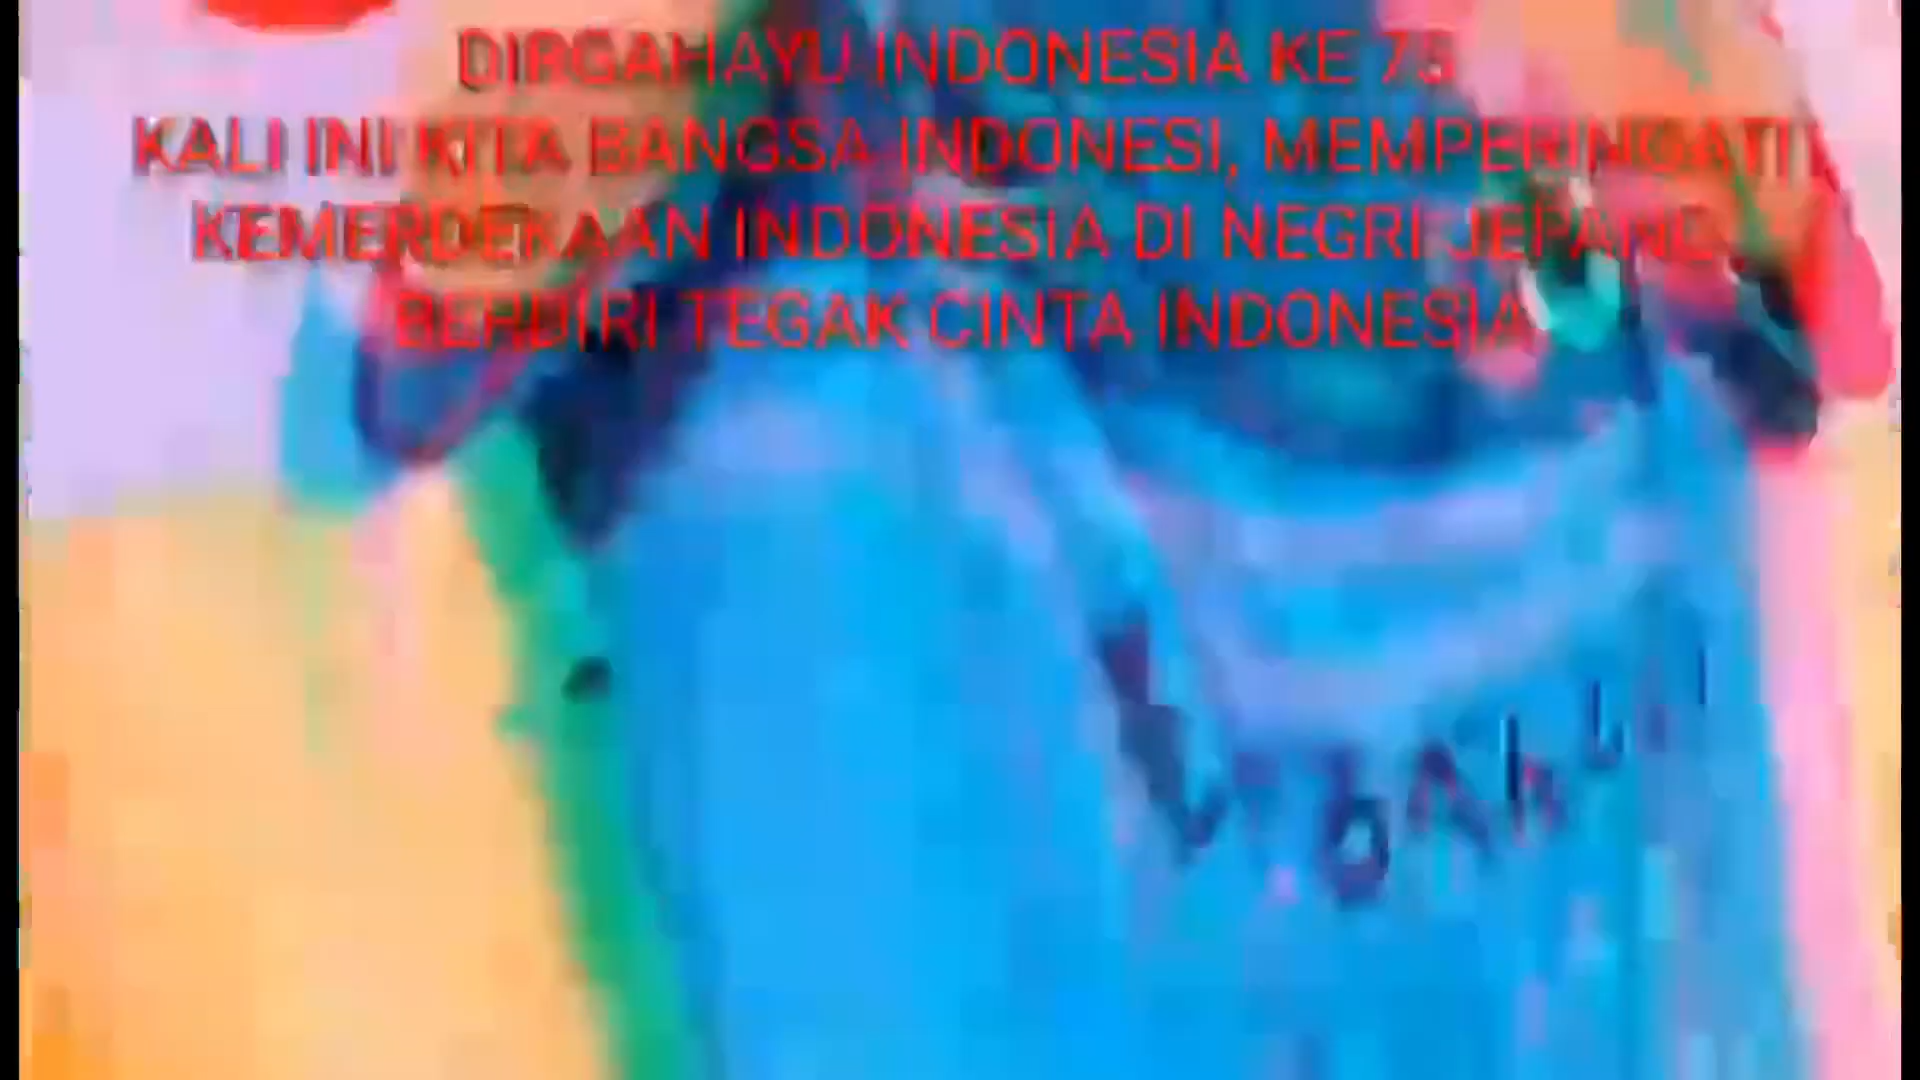 DIRGAHAYU INDONESIA KE 75
KALI INI KITA BANGSA INDONESI, MEMPERINGATI
KEMERDEKAAN INDONESIA DI NEGRI JEPANG
BERDIRI TEGAK CINTA INDONESIA